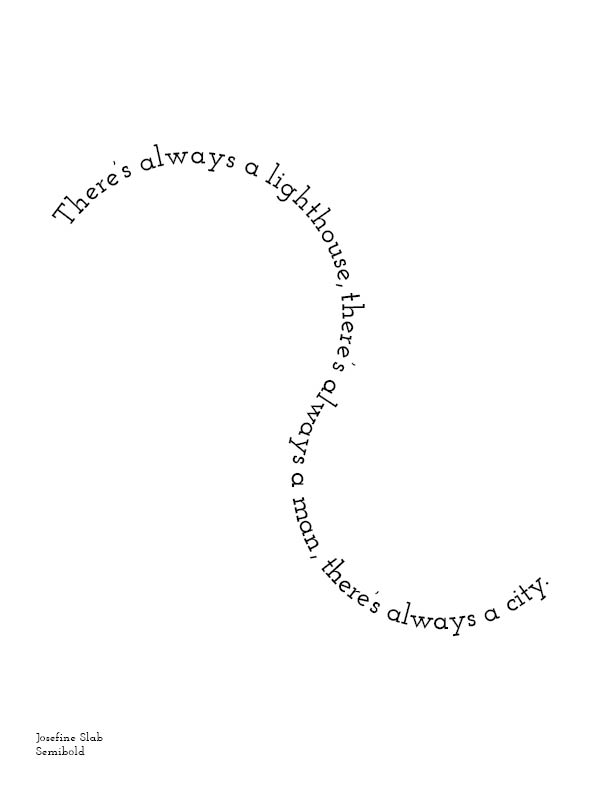 There's always a lighthouse, there's always a man, there's always a city.
Josefine Slab
Semibold